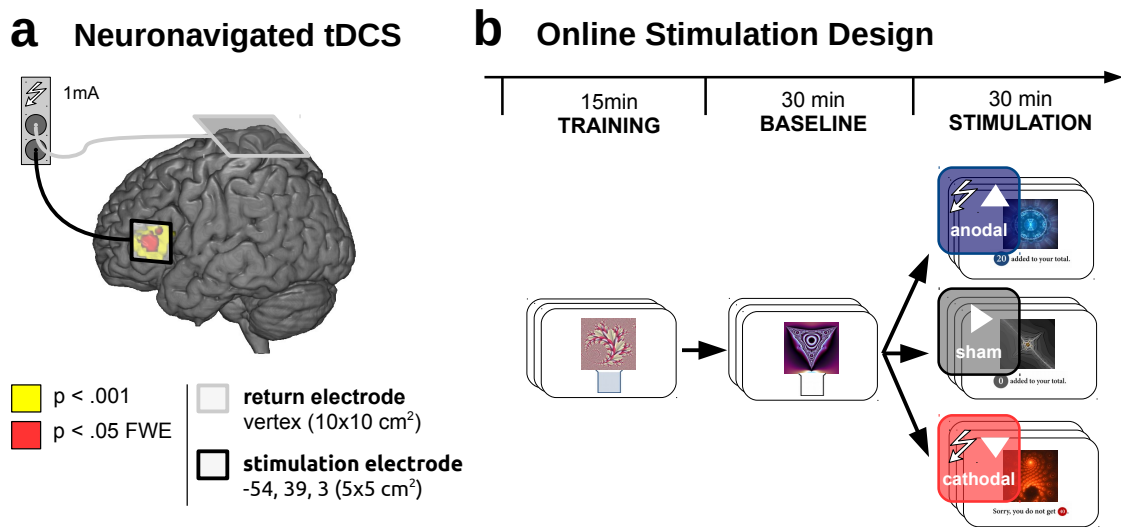 a Neuronavigated tDCS
1mA
p < .001
p < .05 FWE
return electrode
vertex (10x10 cm²)
stimulation electrode
-54, 39, 3 (5x5 cm²)
b Online Stimulation Design
15min
TRAINING
30 min
BASELINE
30 min
STIMULATION
anodal
20 added to your total.
sham
0 added to your total.
cathodal
Sorry, you do not get